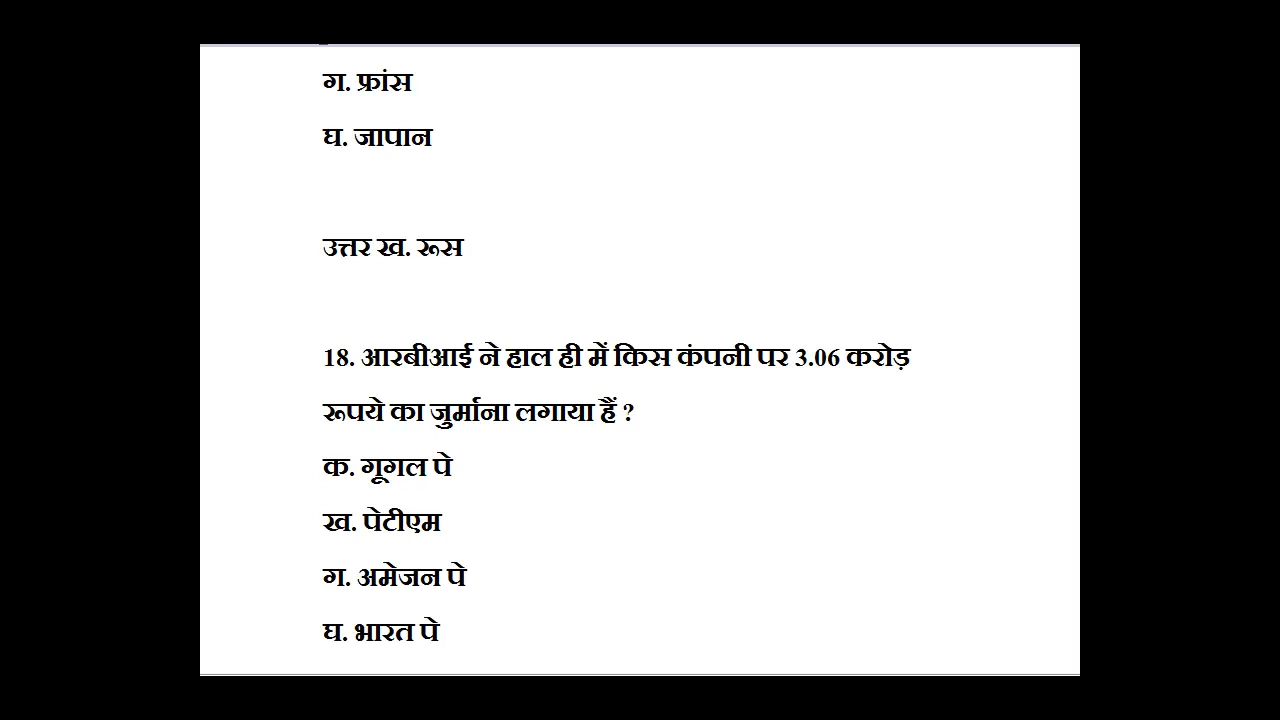 ग. फ्रांस
घ. जापान
उत्तर ख. रूस
18. आरबीआई ने हाल ही में किस कंपनी पर 3.06 करोड़
रूपये का जुर्माना लगाया हैं ?
क. गूगल पे
ख. पेटीएम
ग. अमेजन पे
घ. भारत पे